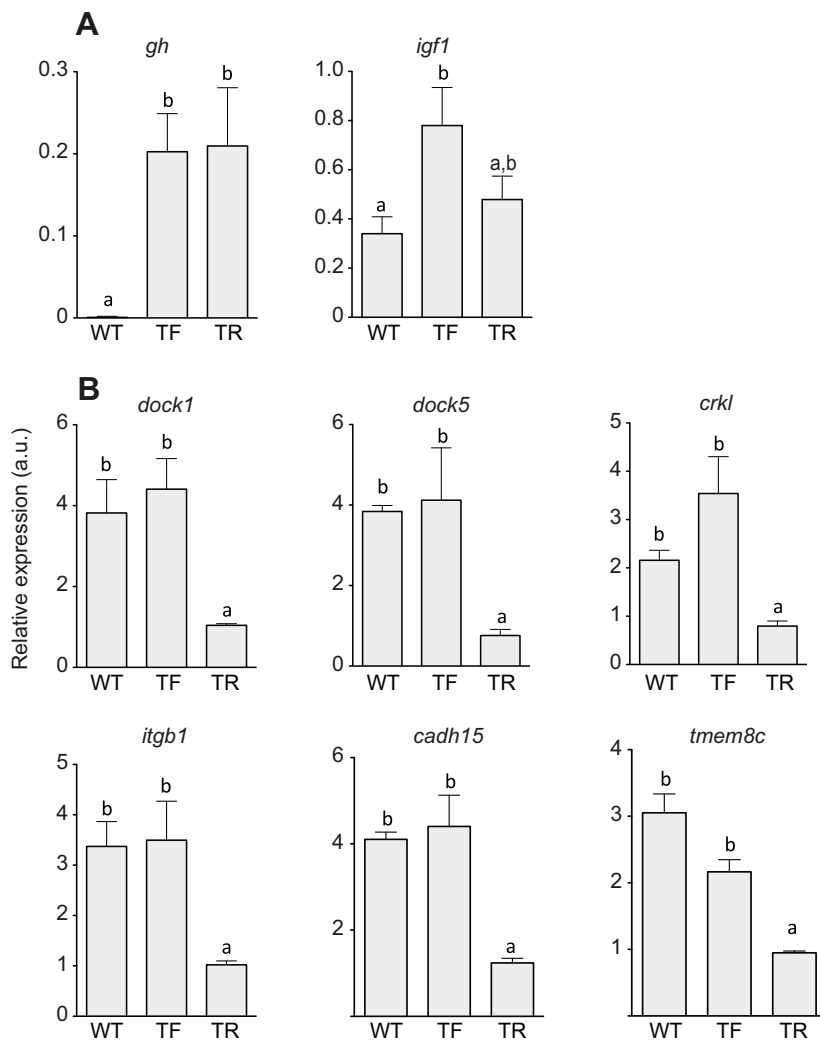 A
gh
igf1
0.3
0.2
0.1
0
a
b
b
WT TF TR
1.0
0.8
0.6
0.4
0.2
0
a
b
a,b
WT TF TR
B
Relative expression (a.u.)
dock1
dock5
crkl
6
4
2
0
b
b
a
WT TF TR
6
4
2
0
b
b
a
WT TF TR
5
4
3
2
1
0
b
b
a
WT TF TR
itgb1
cadh15
tmem8c
5
4
3
2
1
0
b
b
a
WT TF TR
6
4
2
b
b
a
WT TF TR
4
3
2
1
b
b
a
WT TF TR